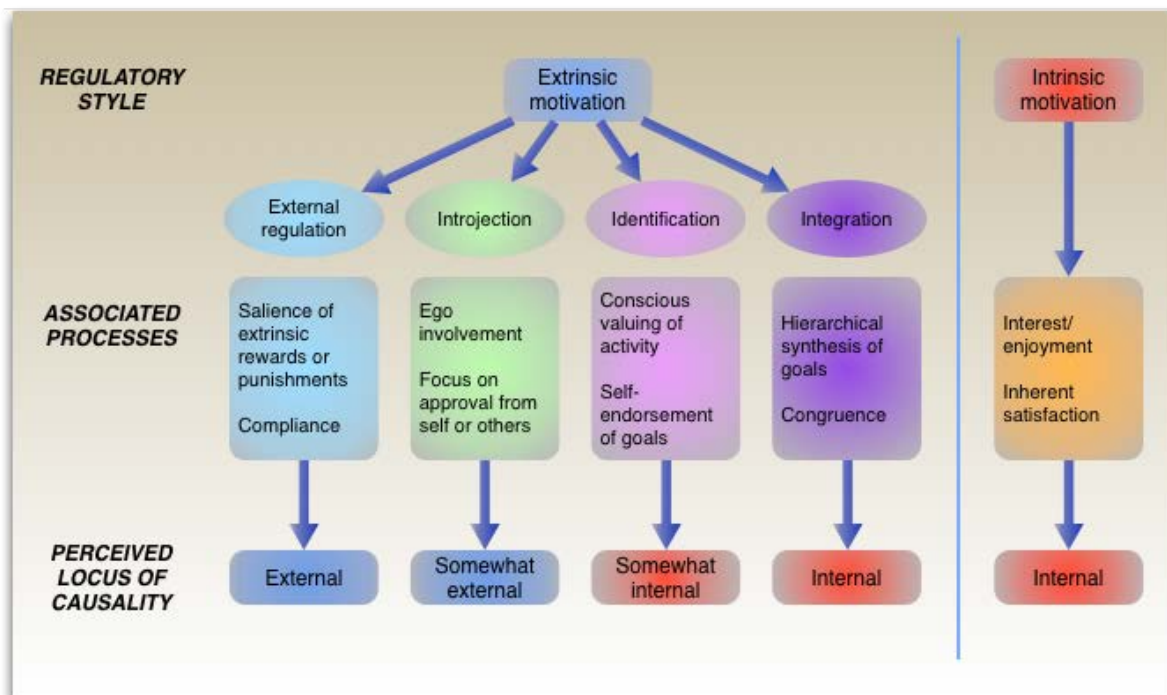 REGULATORY
STYLE
Extrinsic
motivation
Intrinsic
motivation
External
regulation
Introjection
Identification
Integration
ASSOCIATED
PROCESSES
Salience of
extrinsic
rewards or
punishments
Compliance
Ego
involvement
Focus on
approval from
self or others
Conscious
valuing of
activity
Self-
endorsement
of goals
Hierarchical
synthesis of
goals
Congruence
Interest/
enjoyment
Inherent
satisfaction
PERCEIVED
LOCUS OF
CAUSALITY
External
Somewhat
external
Somewhat
internal
Internal
Internal